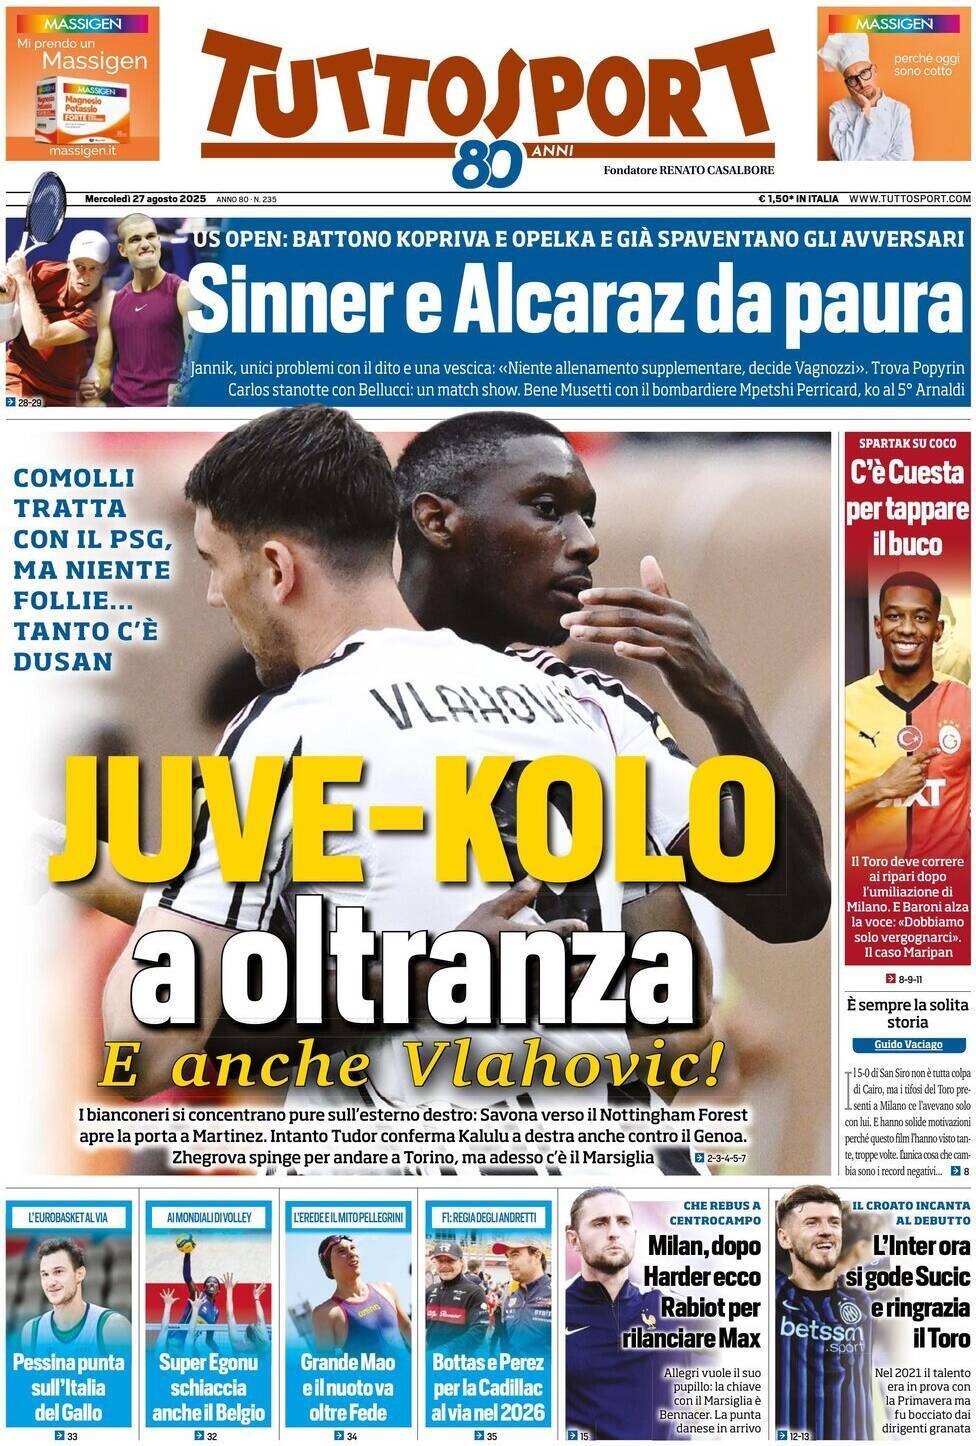 MASSIGEN
Mi prendo un
Massigen
MASSIGEN
Magnesio
Potassio
FORTE
massigen.it
TUTTOSPORT
80 ANNI
Fondatore RENATO CASALBORE
MASSIGEN
perché oggi
sono cotto
Mercoledì 27 agosto 2025 ANNO 80 - N. 235
€ 1,50* IN ITALIA WWW.TUTTOSPORT.COM
US OPEN: BATTONO KOPRIVA E OPELKA E GIÀ SPAVENTANO GLI AVVERSARI
Sinner e Alcaraz da paura
Jannik, unici problemi con il dito e una vescica: «Niente allenamento supplementare, decide Vagnozzi». Trova Popyrin
Carlos stanotte con Bellucci: un match show. Bene Musetti con il bombardiere Mpetshi Perricard, ko al 5° Arnaldi
28-29
COMOLLI
TRATTA
CON IL PSG,
MA NIENTE
FOLLIE...
TANTO C'È
DUSAN
VLAHOVI
JUVE-KOLO
a oltranza
E anche Vlahovic!
I bianconeri si concentrano pure sull'esterno destro: Savona verso il Nottingham Forest
apre la porta a Martinez. Intanto Tudor conferma Kalulu a destra anche contro il Genoa.
Zhegrova spinge per andare a Torino, ma adesso c'è il Marsiglia
2-3-4-5-7
SPARTAK SU COCO
C'è Cuesta
per tappare
il buco
SIXT
Il Toro deve correre
ai ripari dopo
l'umiliazione di
Milano. E Baroni alza
la voce: «Dobbiamo
solo vergognarci».
Il caso Maripan
8-9-11
È sempre la solita
storia
Guido Vaciago
Il 5-0 di San Siro non è tutta colpa
di Cairo, ma i tifosi del Toro pre-
senti a Milano ce l'avevano solo
con lui. E hanno solide motivazioni
perché questo film l'hanno visto tan-
te, troppe volte. L'unica cosa che cam-
bia sono i record negativi... 8
L'EUROBASKET AL VIA
Pessina punta
sull'Italia
del Gallo
33
AI MONDIALI DI VOLLEY
Super Egonu
schiaccia
anche il Belgio
32
L'EREDE E IL MITO PELLEGRINI
Grande Mao
e il nuoto va
oltre Fede
34
F1: REGIA DEGLI ANDRETTI
Bottas e Perez
per la Cadillac
al via nel 2026
35
CHE REBUS A
CENTROCAMPO
Milan, dopo
Harder ecco
Rabiot per
rilanciare Max
Allegri vuole il suo
pupillo: la chiave
con il Marsiglia è
Bennacer. La punta
danese in arrivo
15
IL CROATO INCANTA
AL DEBUTTO
L'Inter ora
si gode Sucic
e ringrazia
il Toro
betsson
.sport
Nel 2021 il talento
era in prova con
la Primavera ma
fu bocciato dai
dirigenti granata
12-13